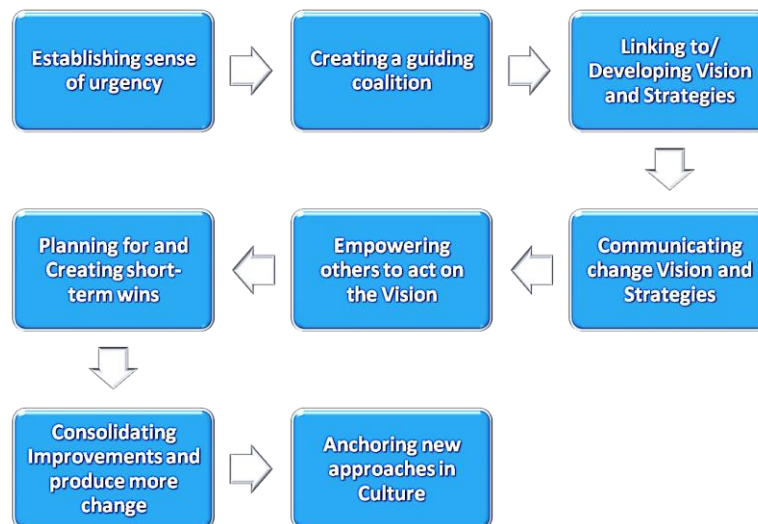 Establishing sense
of urgency
Creating a guiding
coalition
Linking to/
Developing Vision
and Strategies
Communicating
change Vision and
Strategies
Empowering
others to act on
the Vision
Planning for and
Creating short-
term wins
Consolidating
Improvements and
produce more
change
Anchoring new
approaches in
Culture